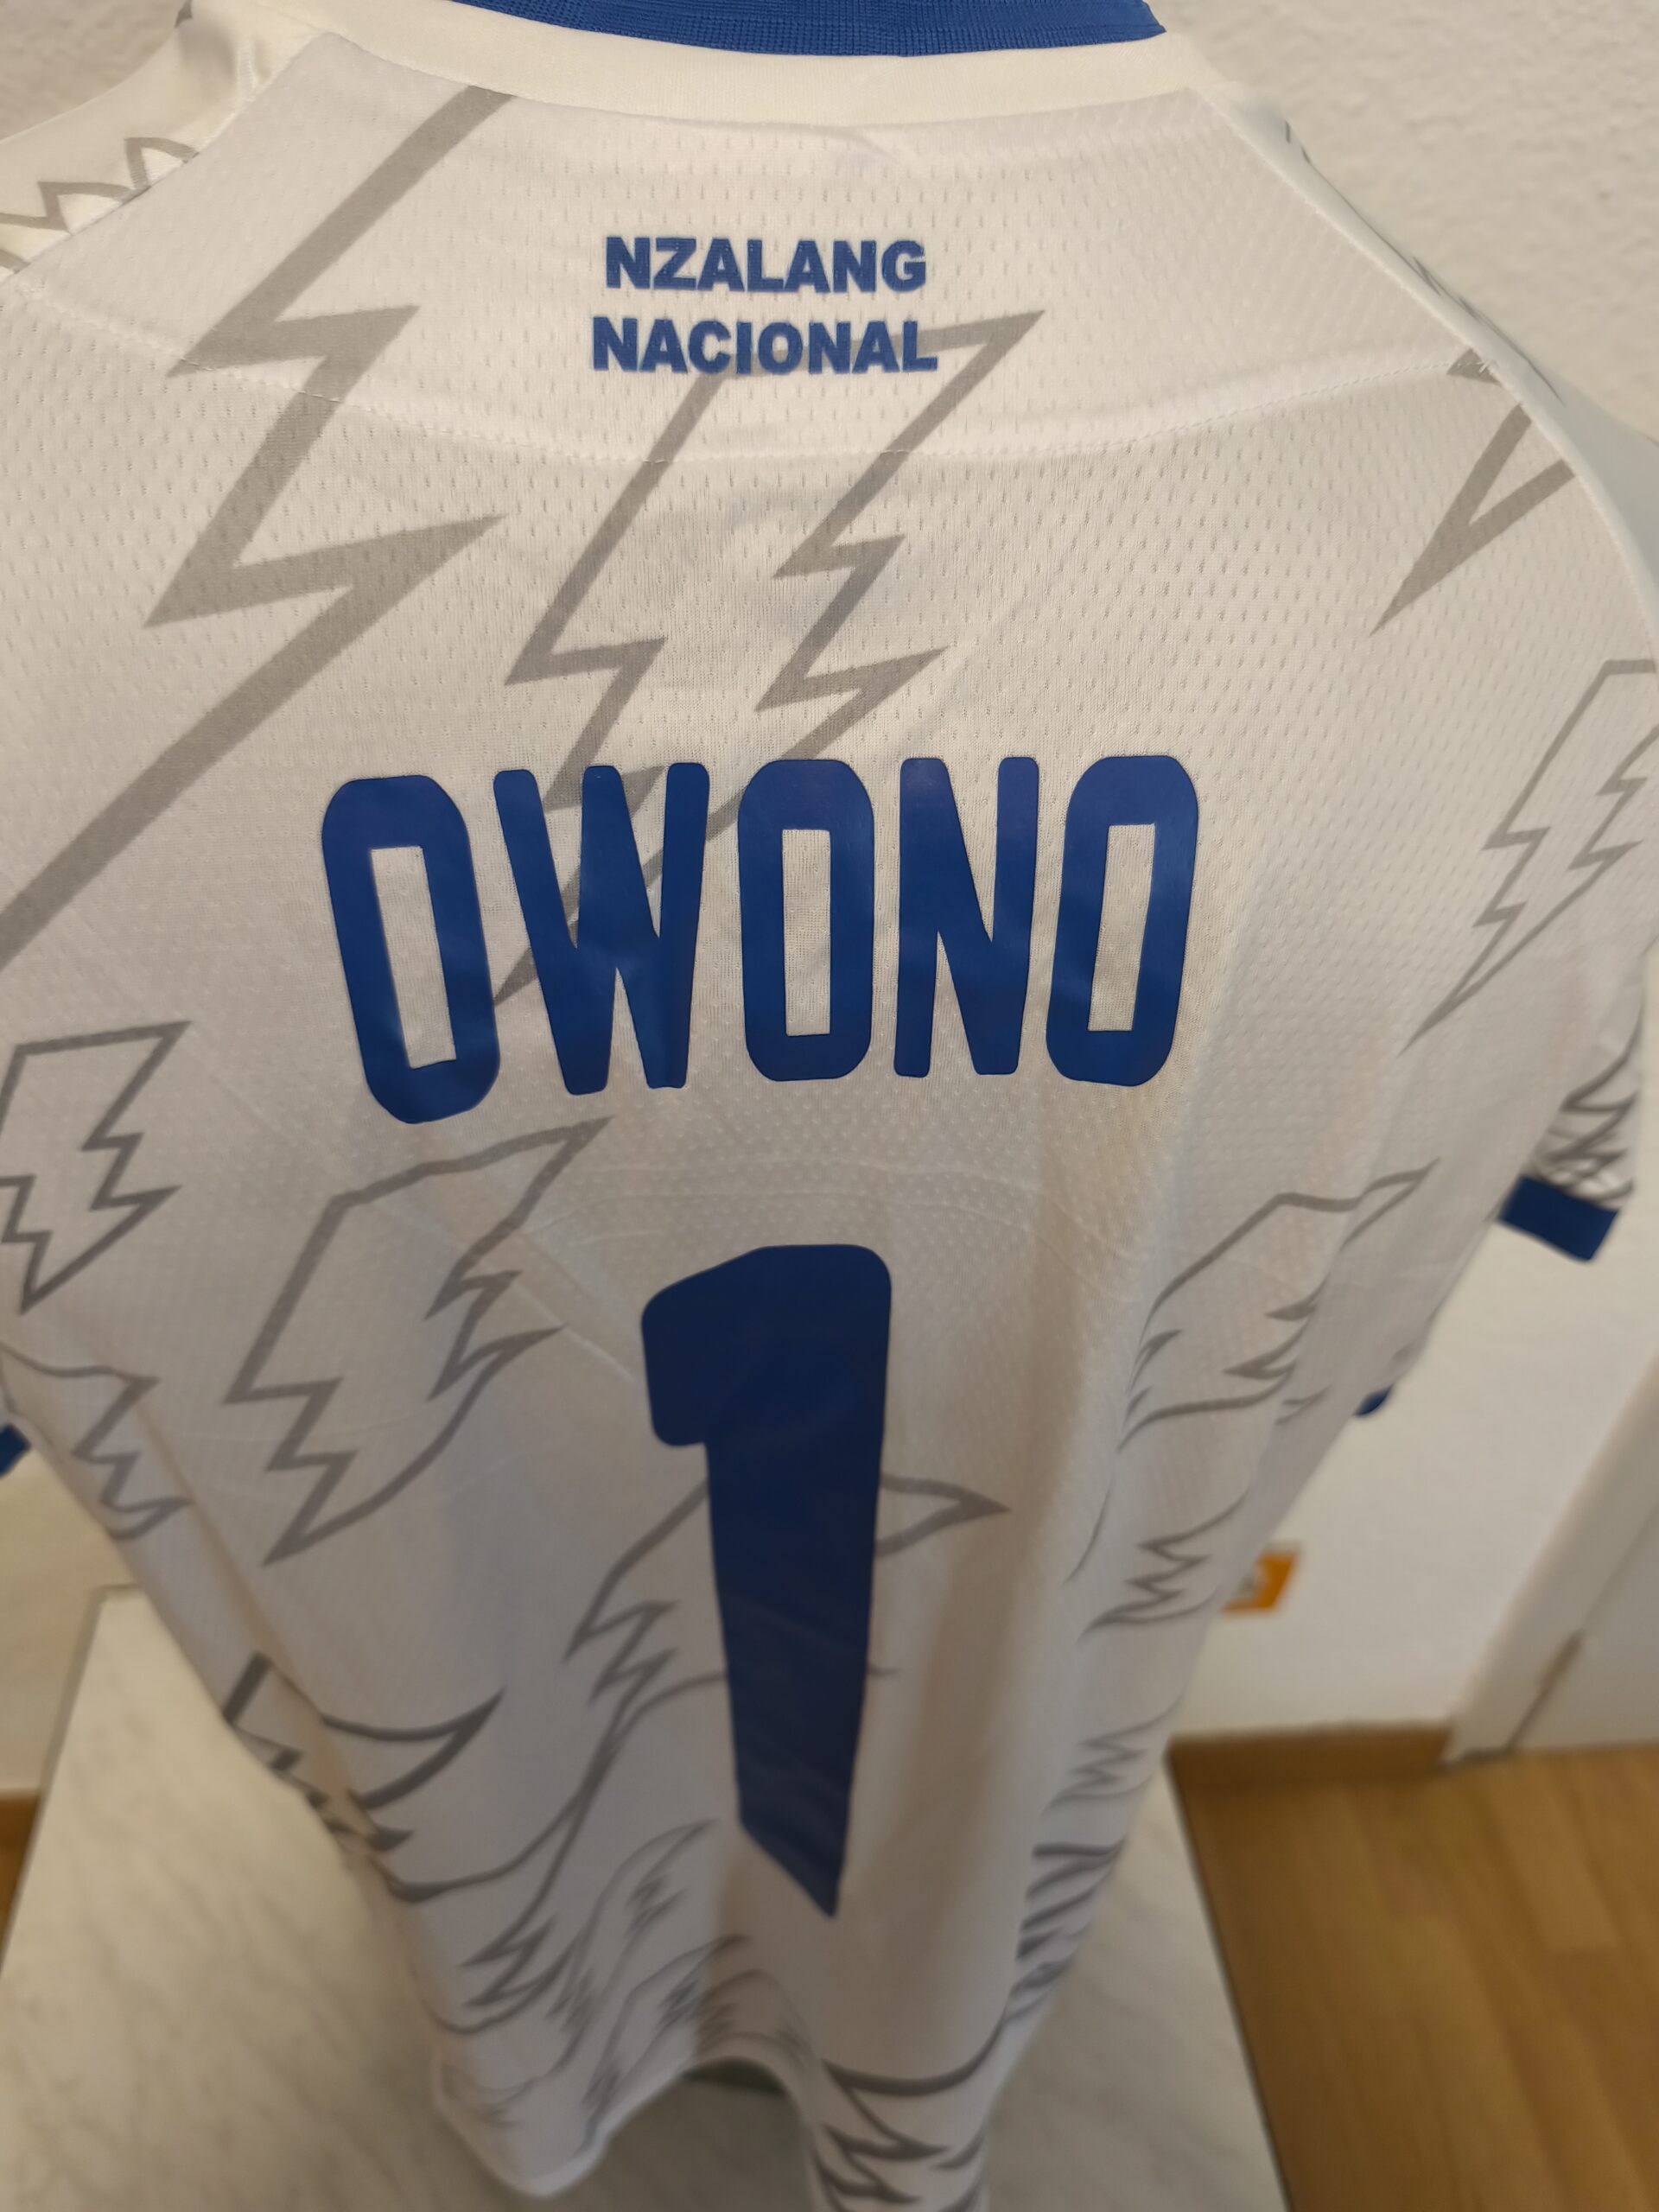 NZALANG
NACIONAL
OWONO
1